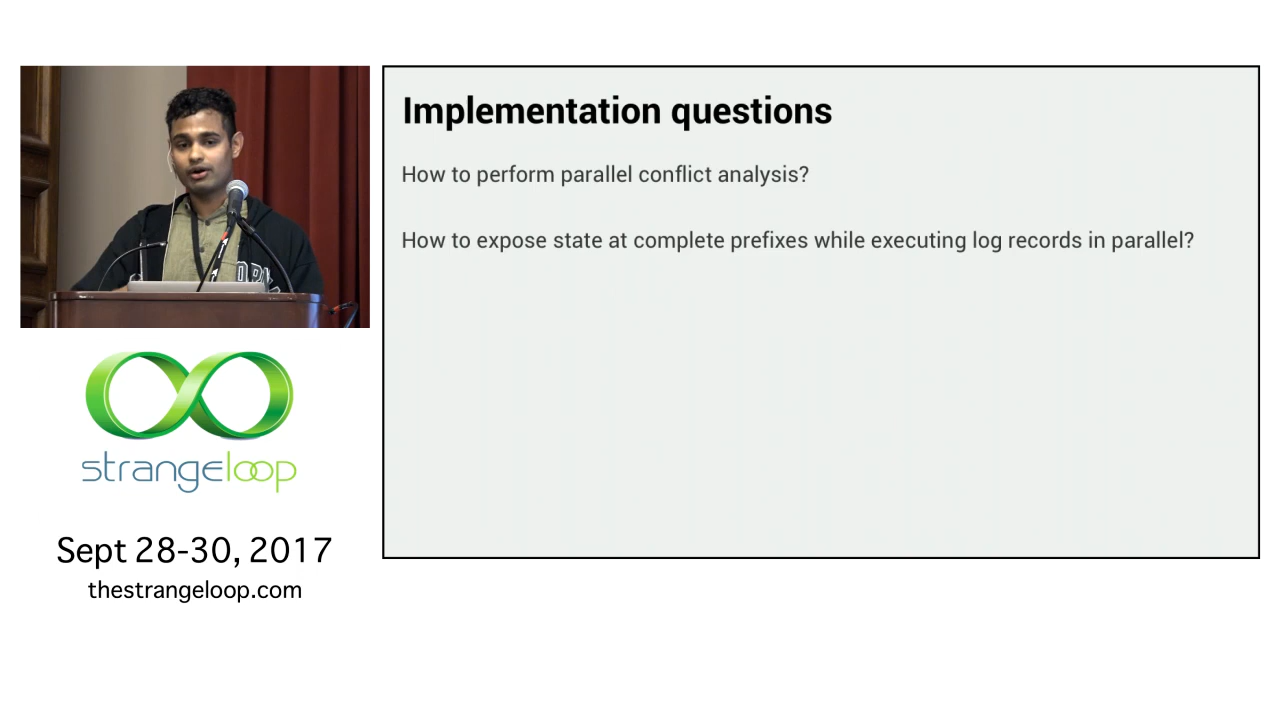 Implementation questions
How to perform parallel conflict analysis?
How to expose state at complete prefixes while executing log records in parallel?
strangeloop
Sept 28-30, 2017
thestrangeloop.com